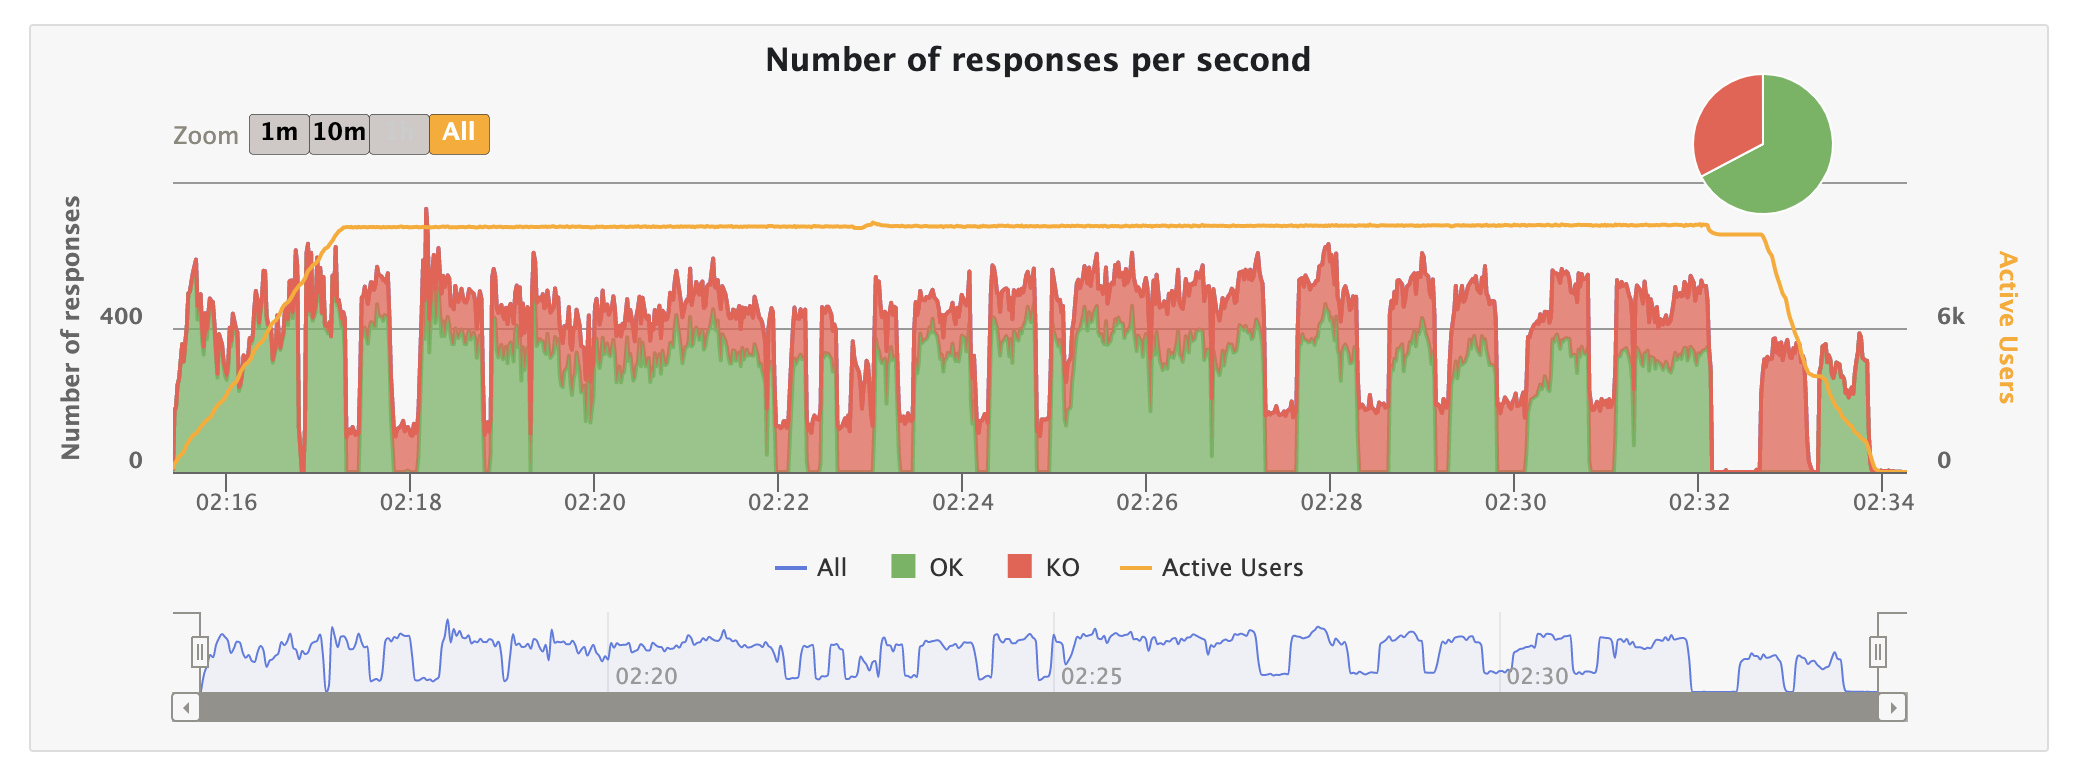 Number of responses per second
Zoom 1m 10m All
Number of responses
400
0
Active Users
6k
0
02:16 02:18 02:20 02:22 02:24 02:26 02:28 02:30 02:32 02:34
All OK KO Active Users
02:20 02:25 02:30